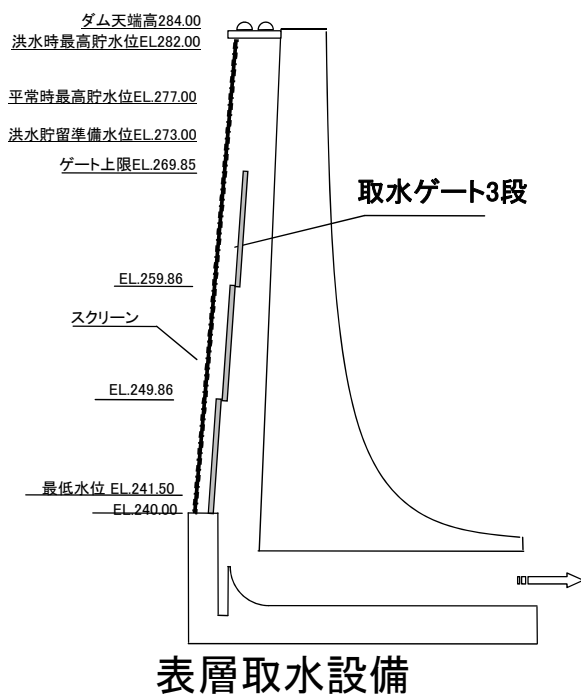 ダム天端高284.00
洪水時最高貯水位EL282.00
平常時最高貯水位EL.277.00
洪水貯留準備水位EL.273.00
ゲート上限EL.269.85
取水ゲート3段
EL.259.86
スクリーン
EL.249.86
最低水位 EL.241.50
EL.240.00
表層取水設備